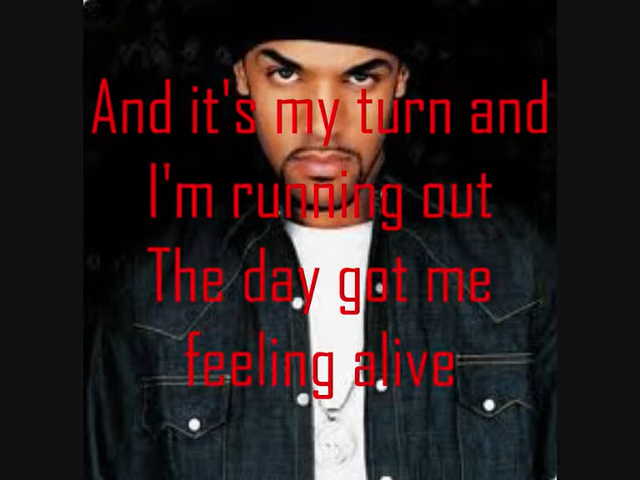 And it's my turn and
I'm running out
The day got me
feeling alive